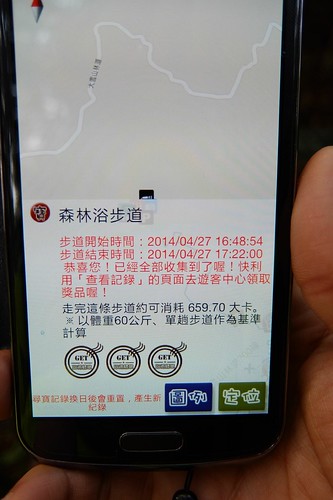 大雪山林道
森林浴步道
步道開始時間：2014/04/27 16:48:54
步道結束時間：2014/04/27 17:22:00
恭喜您！已經全部收集到了喔！快利
用「查看記錄」的頁面去遊客中心領取
獎品喔！
走完這條步道約可消耗 659.70 大卡。
※ 以體重60公斤、單趟步道作為基準
計算
GET GET GET
尋寶記錄換日後會重置，產生新
紀錄
圖例 定位